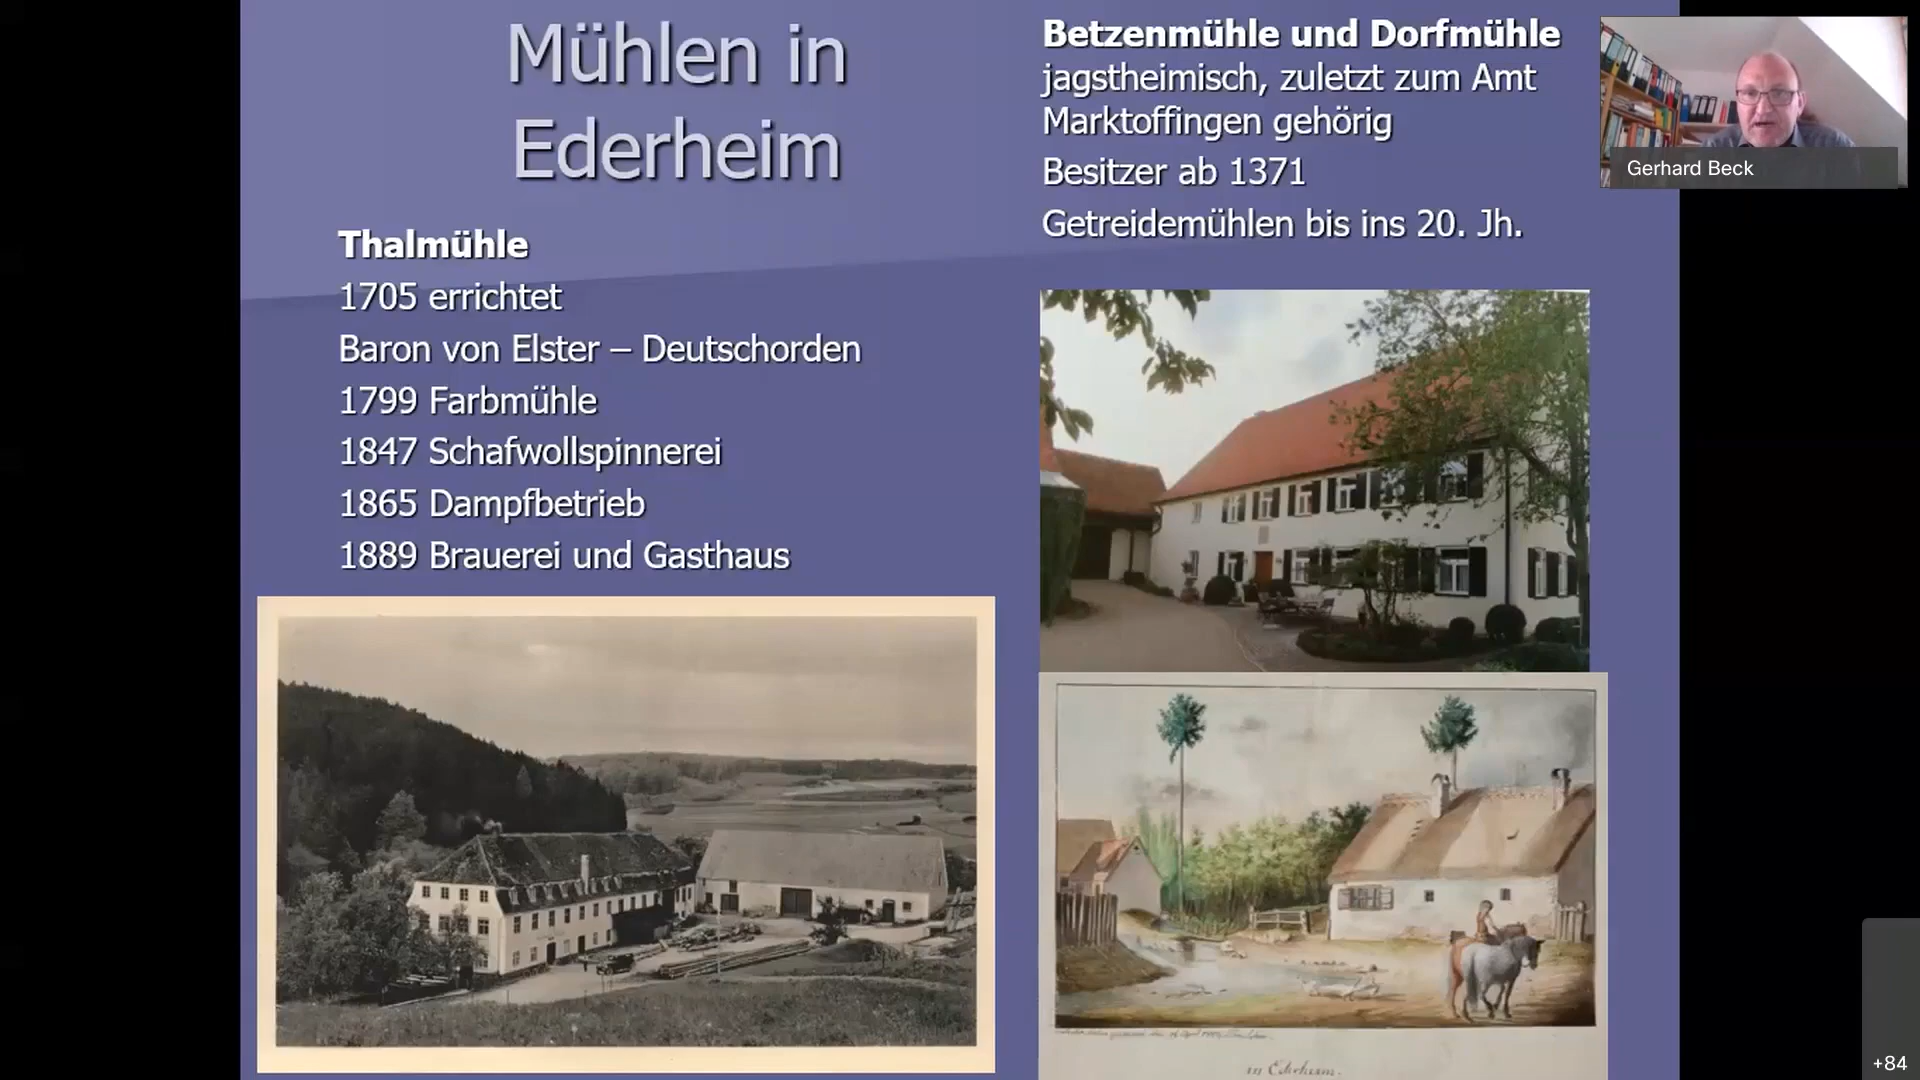 Mühlen in
Ederheim
Thalmühle
1705 errichtet
Baron von Elster – Deutschorden
1799 Farbmühle
1847 Schafwollspinnerei
1865 Dampfbetrieb
1889 Brauerei und Gasthaus
Betzenmühle und Dorfmühle
jagstheimisch, zuletzt zum Amt
Marktoffingen gehörig
Besitzer ab 1371
Getreidemühlen bis ins 20. Jh.
Gerhard Beck
in Ederheim.
+84